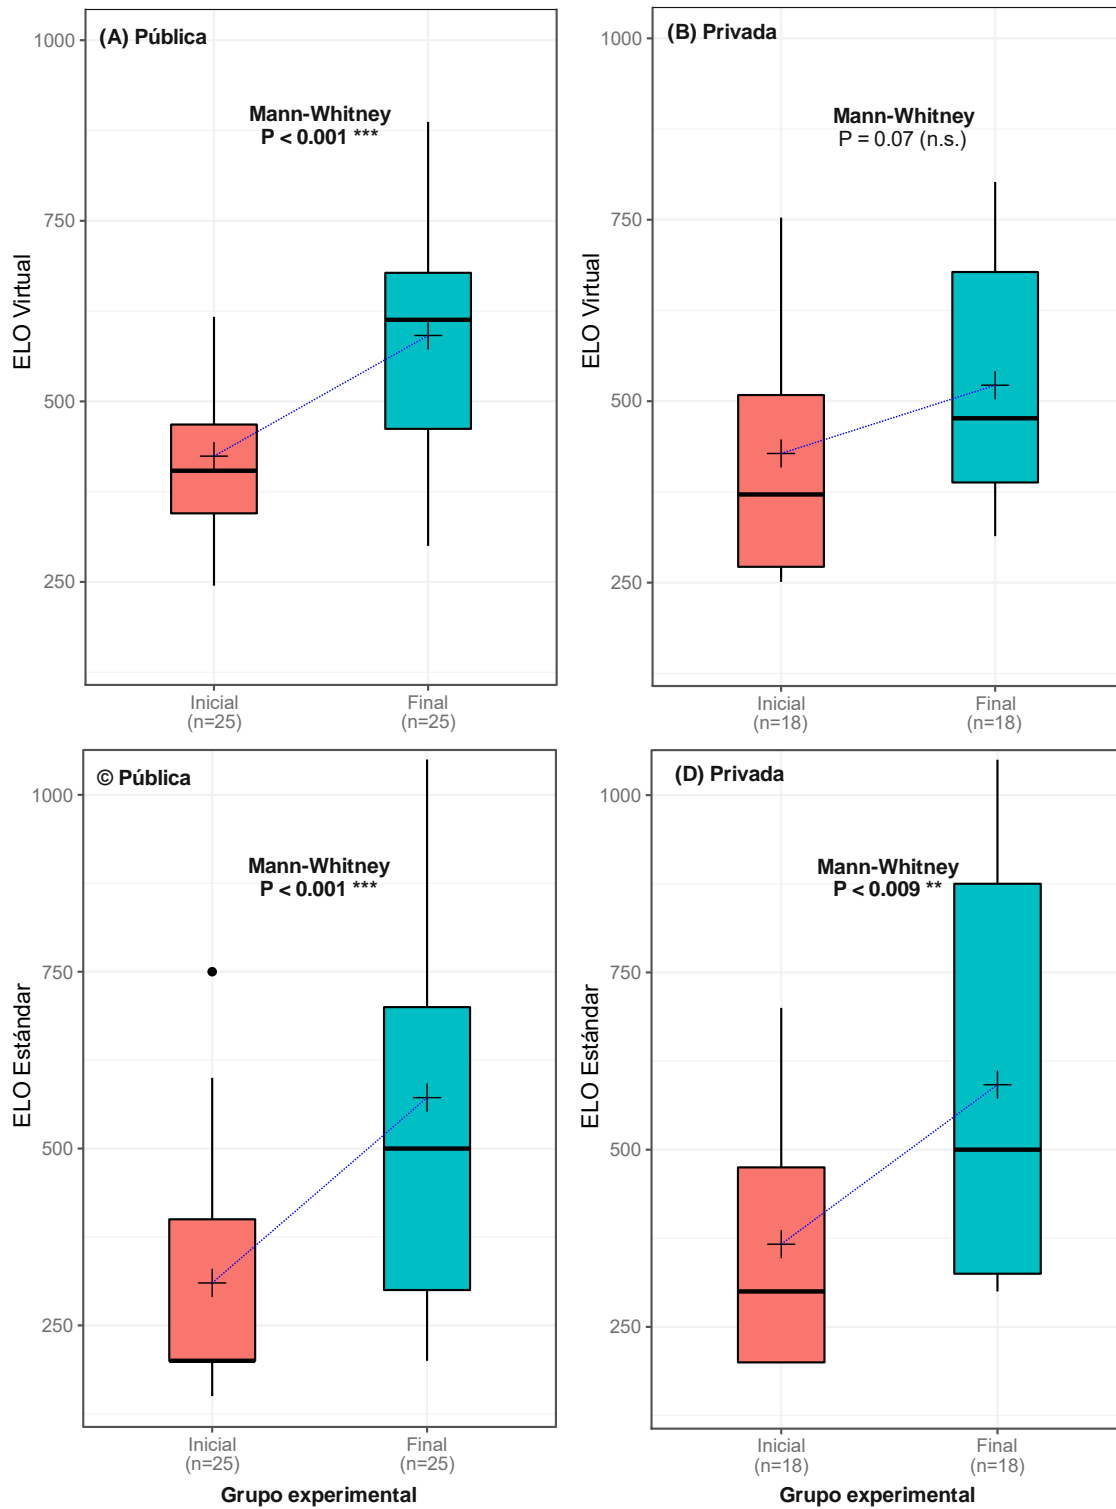 (A) Pública
Mann-Whitney
P < 0.001 ***
ELO Virtual
1000
750
500
250
Inicial
(n=25)
Final
(n=25)
(B) Privada
Mann-Whitney
P = 0.07 (n.s.)
ELO Virtual
1000
750
500
250
Inicial
(n=18)
Final
(n=18)
© Pública
Mann-Whitney
P < 0.001 ***
ELO Estándar
1000
750
500
250
Inicial
(n=25)
Final
(n=25)
Grupo experimental
(D) Privada
Mann-Whitney
P < 0.009 **
ELO Estándar
1000
750
500
250
Inicial
(n=18)
Final
(n=18)
Grupo experimental